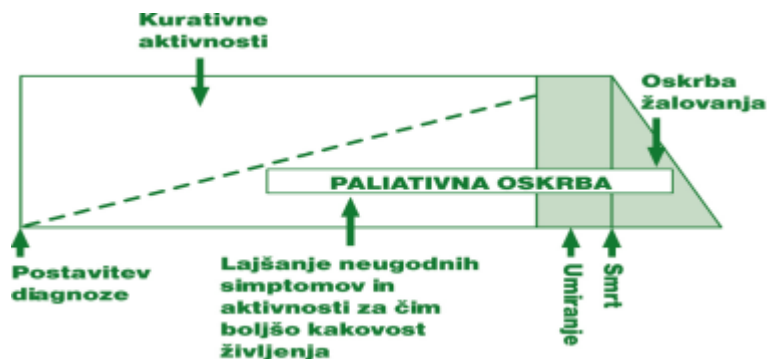 Kurativne
aktivnosti
Oskrba
žalovanja
PALIATIVNA OSKRBA
Postavitev
diagnoze
Lajšanje neugodnih
simptomov in
aktivnosti za čim
boljšo kakovost
življenja
Umiranje
Smrt